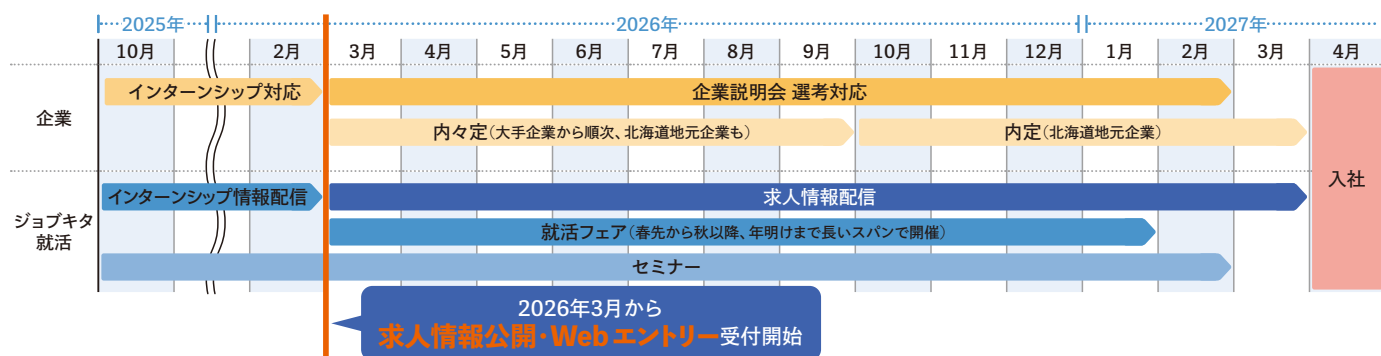 2025年
2026年
2027年
10月
2月
3月
4月
5月
6月
7月
8月
9月
10月
11月
12月
1月
2月
3月
4月
企業
インターンシップ対応
企業説明会 選考対応
内々定(大手企業から順次、北海道地元企業も)
内定(北海道地元企業)
入社
ジョブキタ
就活
インターンシップ情報配信
求人情報配信
就活フェア(春先から秋以降、年明けまで長いスパンで開催)
セミナー
2026年3月から
求人情報公開・Webエントリー受付開始